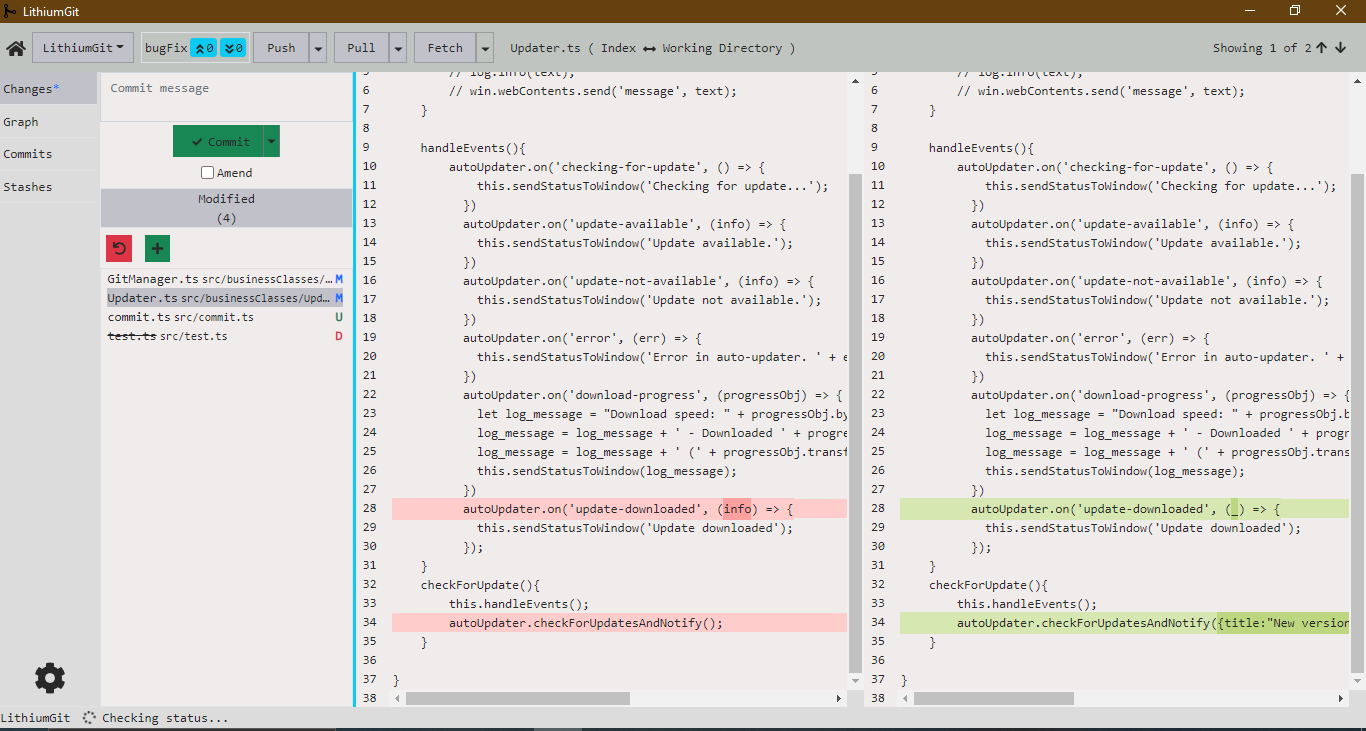 LithiumGit
LithiumGit bugFix 0 0 Push Pull Fetch Updater.ts ( Index ↔ Working Directory ) Showing 1 of 2
Changes*
Graph
Commits
Stashes
Commit message
Commit
Amend
Modified
(4)
GitManager.ts src/businessClasses/… M
Updater.ts src/businessClasses/Upd… M
commit.ts src/commit.ts U
test.ts src/test.ts D
5 // log.info(text);
6 // win.webContents.send('message', text);
7 }
8
9 handleEvents(){
10 autoUpdater.on('checking-for-update', () => {
11 this.sendStatusToWindow('Checking for update...');
12 })
13 autoUpdater.on('update-available', (info) => {
14 this.sendStatusToWindow('Update available.');
15 })
16 autoUpdater.on('update-not-available', (info) => {
17 this.sendStatusToWindow('Update not available.');
18 })
19 autoUpdater.on('error', (err) => {
20 this.sendStatusToWindow('Error in auto-updater. ' + e
21 })
22 autoUpdater.on('download-progress', (progressObj) => {
23 let log_message = "Download speed: " + progressObj.by
24 log_message = log_message + ' - Downloaded ' + progre
25 log_message = log_message + ' (' + progressObj.transf
26 this.sendStatusToWindow(log_message);
27 })
28 autoUpdater.on('update-downloaded', (info) => {
29 this.sendStatusToWindow('Update downloaded');
30 });
31 }
32 checkForUpdate(){
33 this.handleEvents();
34 autoUpdater.checkForUpdatesAndNotify();
35 }
36
37 }
38
5 // log.info(text);
6 // win.webContents.send('message', text);
7 }
8
9 handleEvents(){
10 autoUpdater.on('checking-for-update', () => {
11 this.sendStatusToWindow('Checking for update...');
12 })
13 autoUpdater.on('update-available', (info) => {
14 this.sendStatusToWindow('Update available.');
15 })
16 autoUpdater.on('update-not-available', (info) => {
17 this.sendStatusToWindow('Update not available.');
18 })
19 autoUpdater.on('error', (err) => {
20 this.sendStatusToWindow('Error in auto-updater. ' +
21 })
22 autoUpdater.on('download-progress', (progressObj) => {
23 let log_message = "Download speed: " + progressObj.b
24 log_message = log_message + ' - Downloaded ' + progr
25 log_message = log_message + ' (' + progressObj.trans
26 this.sendStatusToWindow(log_message);
27 })
28 autoUpdater.on('update-downloaded', (_) => {
29 this.sendStatusToWindow('Update downloaded');
30 });
31 }
32 checkForUpdate(){
33 this.handleEvents();
34 autoUpdater.checkForUpdatesAndNotify({title:"New version
35 }
36
37 }
38
LithiumGit Checking status...